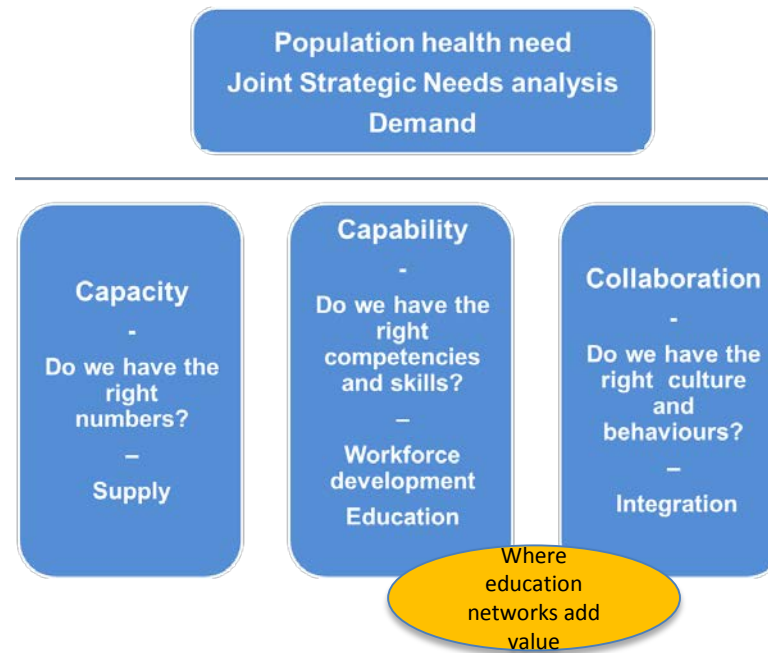 Population health need
Joint Strategic Needs analysis
Demand
Capacity
-
Do we have the
right
numbers?
–
Supply
Capability
-
Do we have the
right
competencies
and skills?
–
Workforce
development
Education
Collaboration
-
Do we have the
right culture
and
behaviours?
–
Integration
Where
education
networks add
value